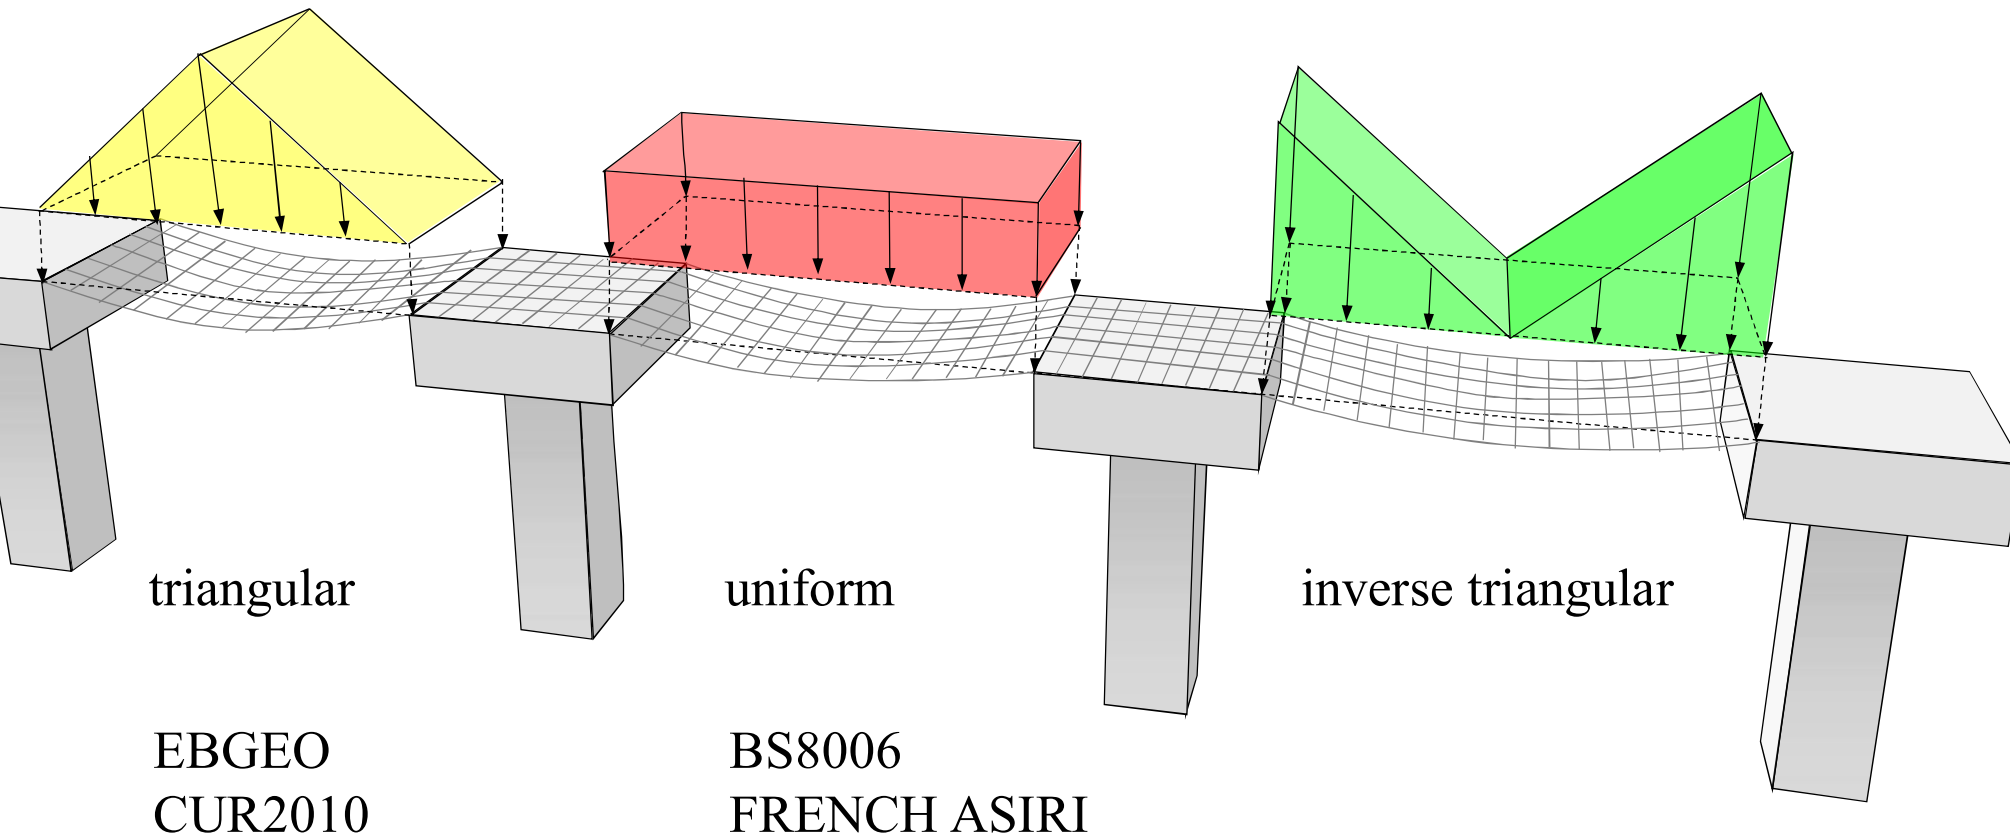 triangular
uniform
inverse triangular
EBGEO
CUR2010
BS8006
FRENCH ASIRI